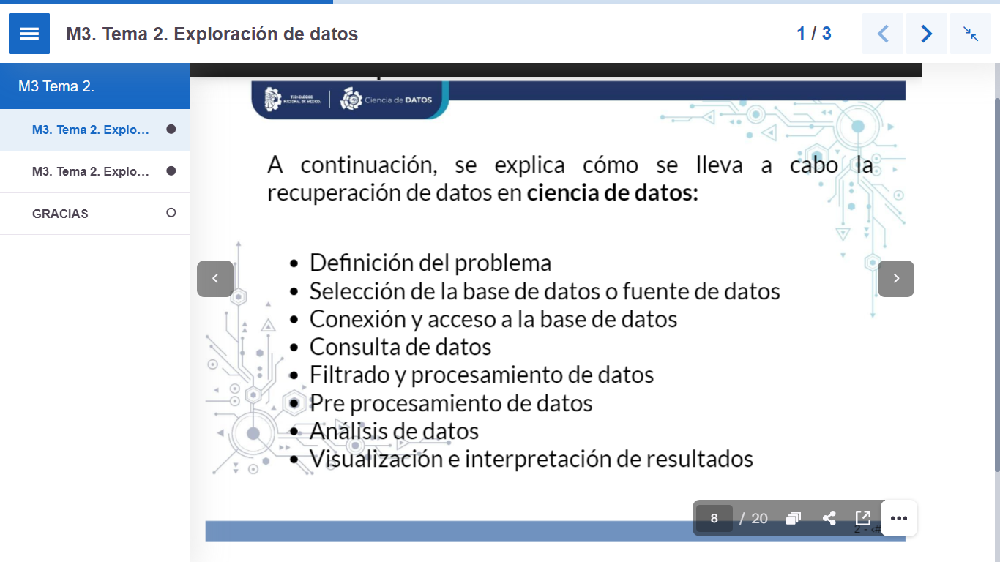 M3. Tema 2. Exploración de datos
1 / 3
M3 Tema 2.
M3. Tema 2. Explo...
M3. Tema 2. Explo...
GRACIAS
TECNOLÓGICO
NACIONAL DE MÉXICO
Ciencia de DATOS
A continuación, se explica cómo se lleva a cabo la
recuperación de datos en ciencia de datos:
• Definición del problema
• Selección de la base de datos o fuente de datos
• Conexión y acceso a la base de datos
• Consulta de datos
• Filtrado y procesamiento de datos
• Pre procesamiento de datos
• Análisis de datos
• Visualización e interpretación de resultados
8 / 20
2 - ‹#